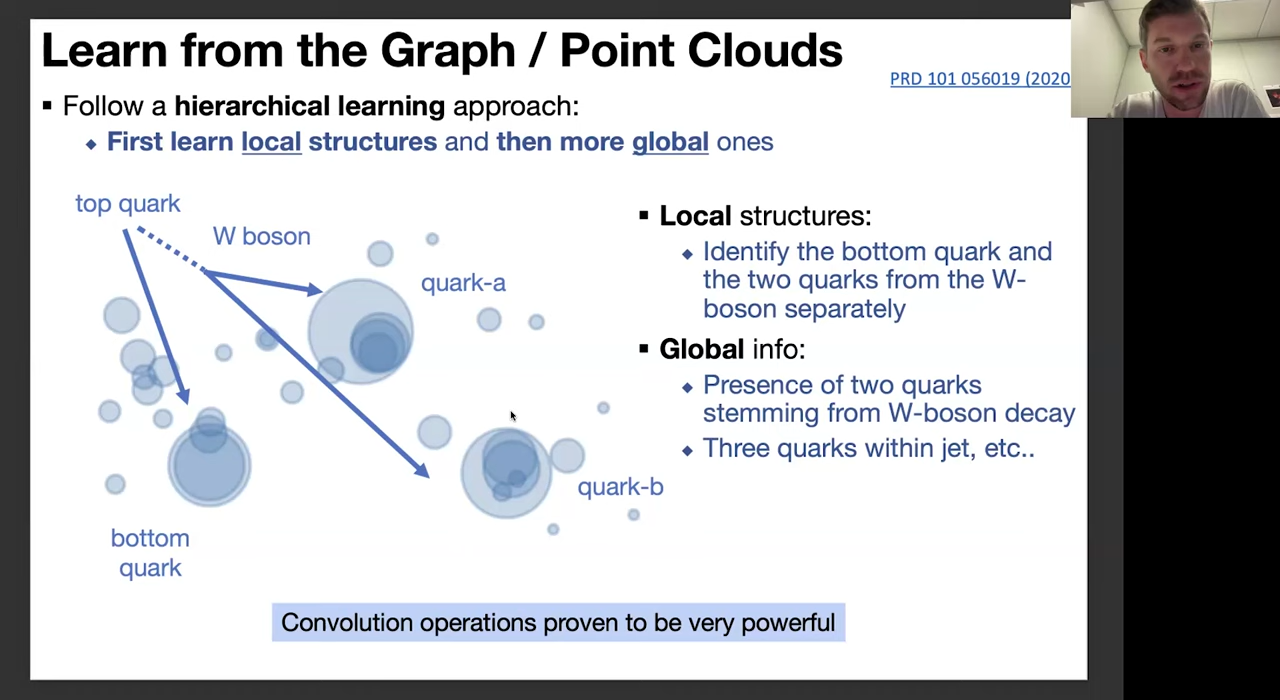 Learn from the Graph / Point Clouds
PRD 101 056019 (2020
▪ Follow a hierarchical learning approach:
◆ First learn local structures and then more global ones
top quark
W boson
quark-a
quark-b
bottom
quark
▪ Local structures:
◆ Identify the bottom quark and
the two quarks from the W-
boson separately
▪ Global info:
◆ Presence of two quarks
stemming from W-boson decay
◆ Three quarks within jet, etc..
Convolution operations proven to be very powerful